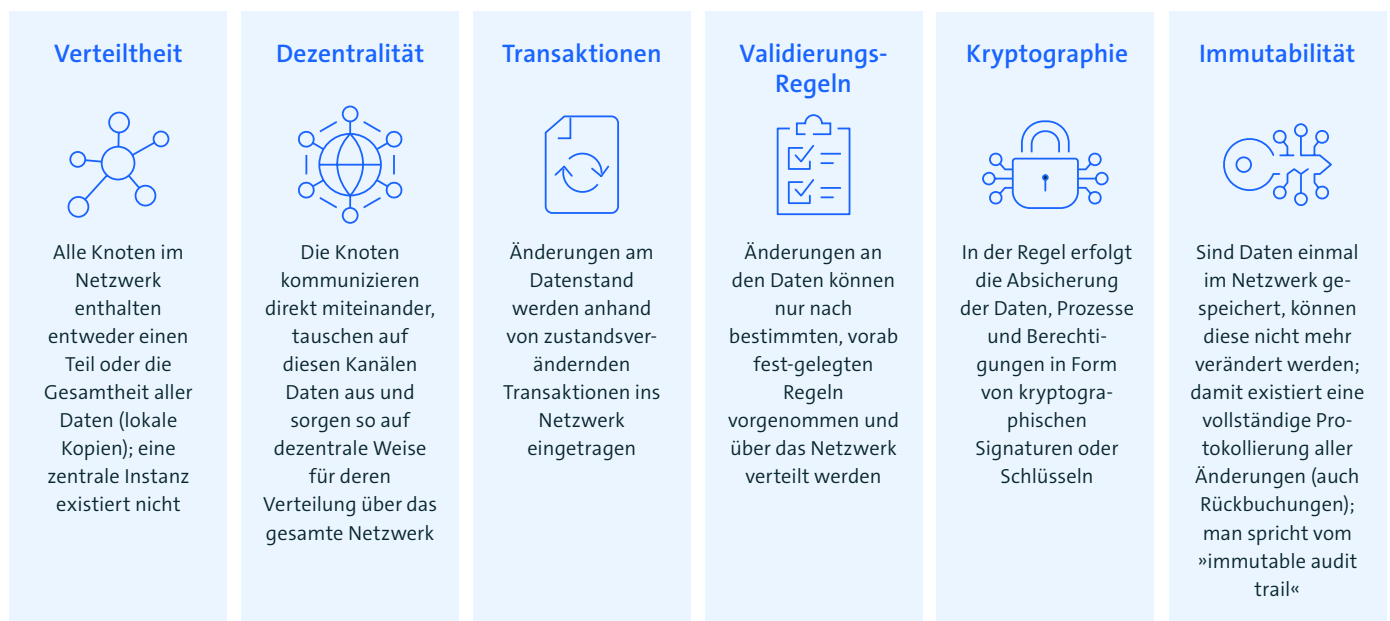 Verteiltheit
Alle Knoten im
Netzwerk
enthalten
entweder einen
Teil oder die
Gesamtheit aller
Daten (lokale
Kopien); eine
zentrale Instanz
existiert nicht
Dezentralität
Die Knoten
kommunizieren
direkt miteinander,
tauschen auf
diesen Kanälen
Daten aus und
sorgen so auf
dezentrale Weise
für deren
Verteilung über das
gesamte Netzwerk
Transaktionen
Änderungen am
Datenstand
werden anhand
von zustandsver-
ändernden
Transaktionen ins
Netzwerk
eingetragen
Validierungs-
Regeln
Änderungen an
den Daten können
nur nach
bestimmten, vorab
fest-gelegten
Regeln
vorgenommen und
über das Netzwerk
verteilt werden
Kryptographie
In der Regel erfolgt
die Absicherung
der Daten, Prozesse
und Berechti-
gungen in Form
von kryptogra-
phischen
Signaturen oder
Schlüsseln
Immutabilität
Sind Daten einmal
im Netzwerk ge-
speichert, können
diese nicht mehr
verändert werden;
damit existiert eine
vollständige Pro-
tokollierung aller
Änderungen (auch
Rückbuchungen);
man spricht vom
»immutable audit
trail«